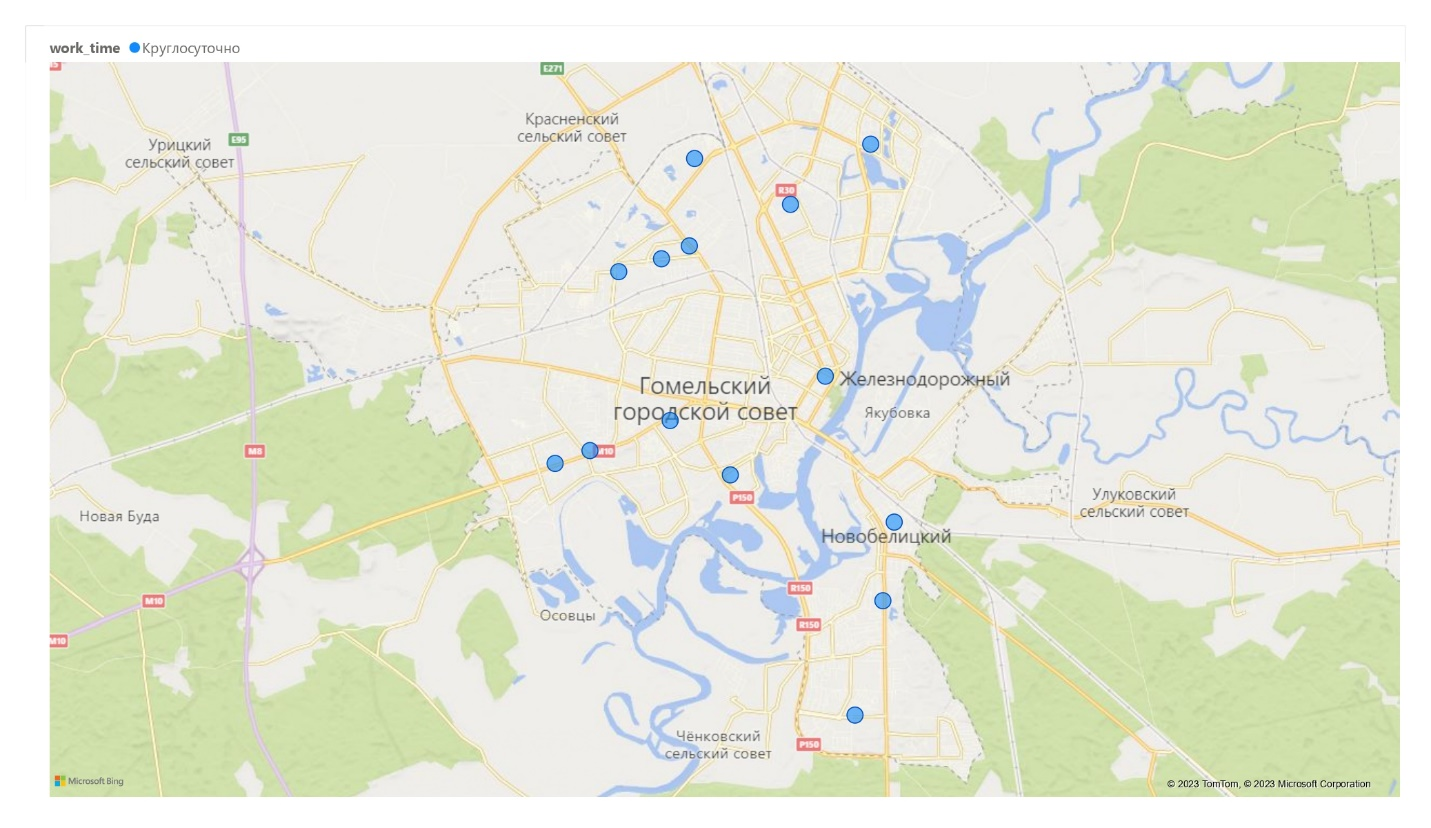 work_time Круглосуточно
E271
E95
Красненский
сельский совет
Урицкий
сельский совет
R30
Гомельский
городской совет
Железнодорожный
Якубовка
M8
M10
P150
Новая Буда
Улуковский
сельский совет
Новобелицкий
R150
M10
Осовцы
R150
M10
Чёнковский
сельский совет
P150
Microsoft Bing
© 2023 TomTom, © 2023 Microsoft Corporation